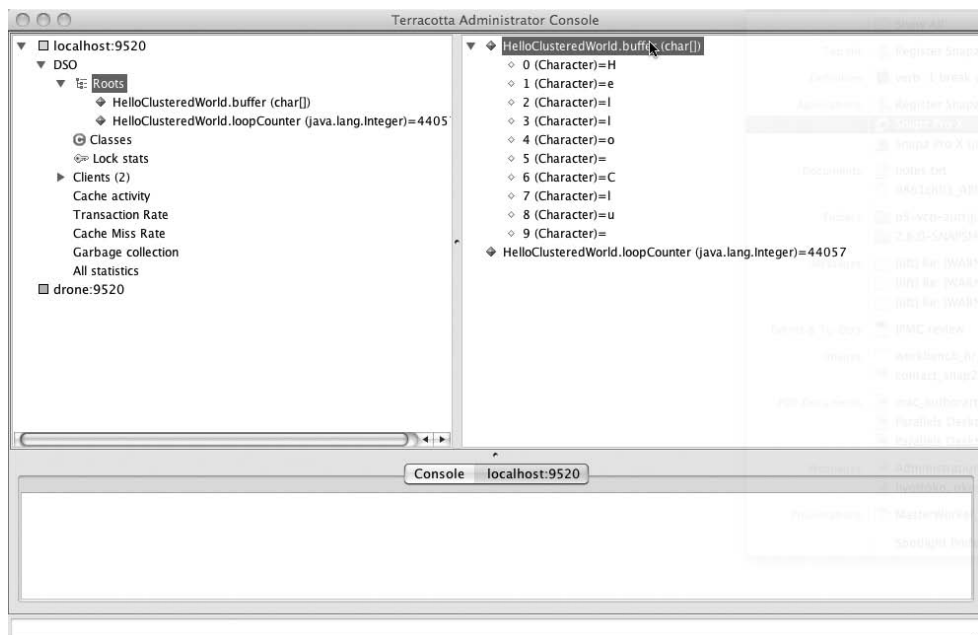 Terracotta Administrator Console
localhost:9520
DSO
Roots
HelloClusteredWorld.buffer (char[])
HelloClusteredWorld.loopCounter (java.lang.Integer)=4405
Classes
Lock stats
Clients (2)
Cache activity
Transaction Rate
Cache Miss Rate
Garbage collection
All statistics
drone:9520
HelloClusteredWorld.buffer (char[])
0 (Character)=H
1 (Character)=e
2 (Character)=l
3 (Character)=l
4 (Character)=o
5 (Character)=
6 (Character)=C
7 (Character)=l
8 (Character)=u
9 (Character)=
HelloClusteredWorld.loopCounter (java.lang.Integer)=44057
Console
localhost:9520